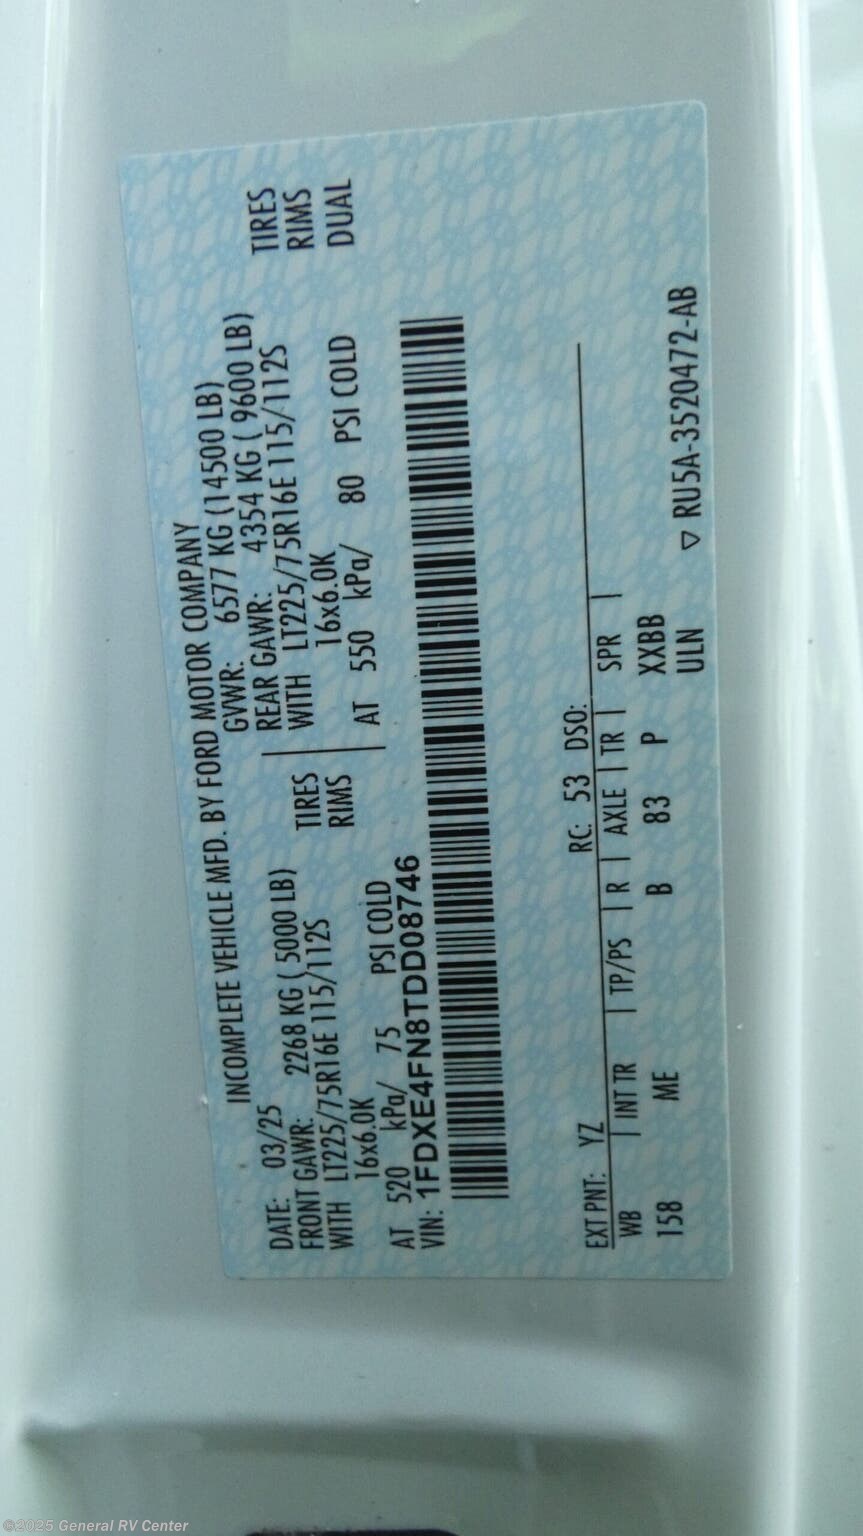 INCOMPLETE VEHICLE MFD. BY FORD MOTOR COMPANY
DATE: 03/25 GVWR: 6577 KG (14500 LB)
FRONT GAWR: 2268 KG ( 5000 LB) REAR GAWR: 4354 KG ( 9600 LB)
WITH LT225/75R16E 115/112S TIRES WITH LT225/75R16E 115/112S TIRES
16x6.0K RIMS 16x6.0K RIMS
AT 520 kPa/ 75 PSI COLD AT 550 kPa/ 80 PSI COLD DUAL
VIN: 1FDXE4FN8TDD08746
EXT PNT: YZ RC: 53 DSO:
WB | INT TR | TP/PS | R | AXLE | TR | SPR |
158 ME B 83 P XXBB
ULN ▽ RU5A-3520472-AB
©2025 General RV Center